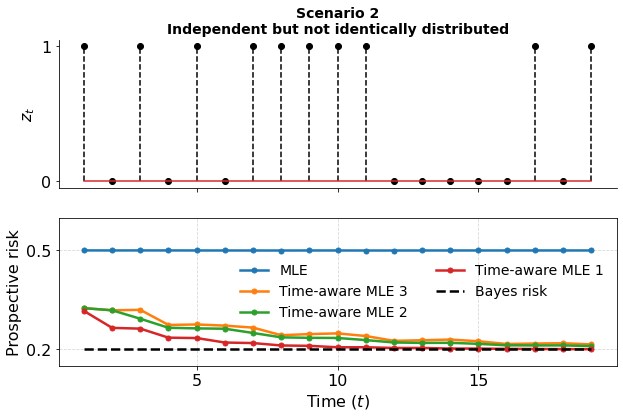 Scenario 2
Independent but not identically distributed
1
z_t
0
Prospective risk
0.5
0.2
MLE
Time-aware MLE 3
Time-aware MLE 2
Time-aware MLE 1
Bayes risk
5 10 15
Time (t)